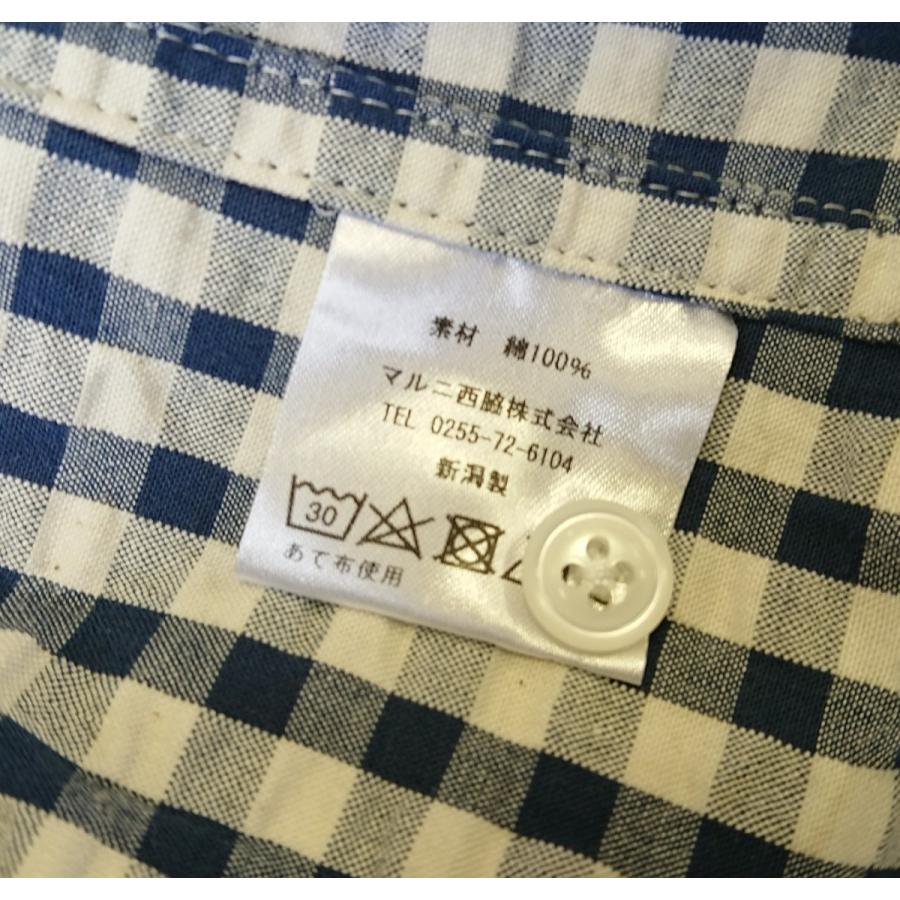 素材 綿100%
マルニ西脇株式会社
TEL 0255-72-6104
新潟製
30
あて布使用